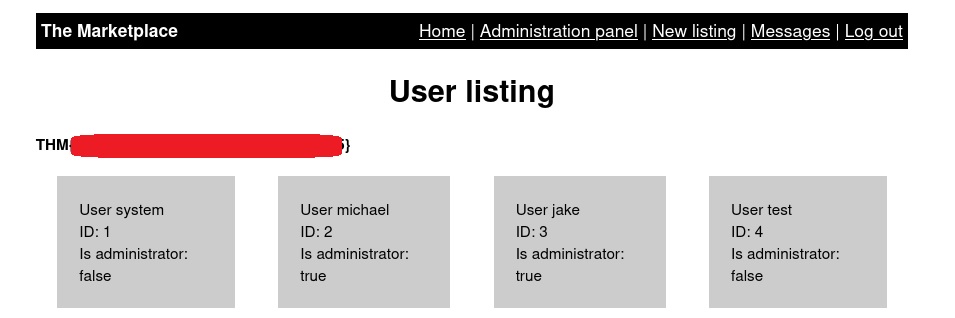 The Marketplace
Home | Administration panel | New listing | Messages | Log out
User listing
THM }
User system
ID: 1
Is administrator:
false
User michael
ID: 2
Is administrator:
true
User jake
ID: 3
Is administrator:
true
User test
ID: 4
Is administrator:
false